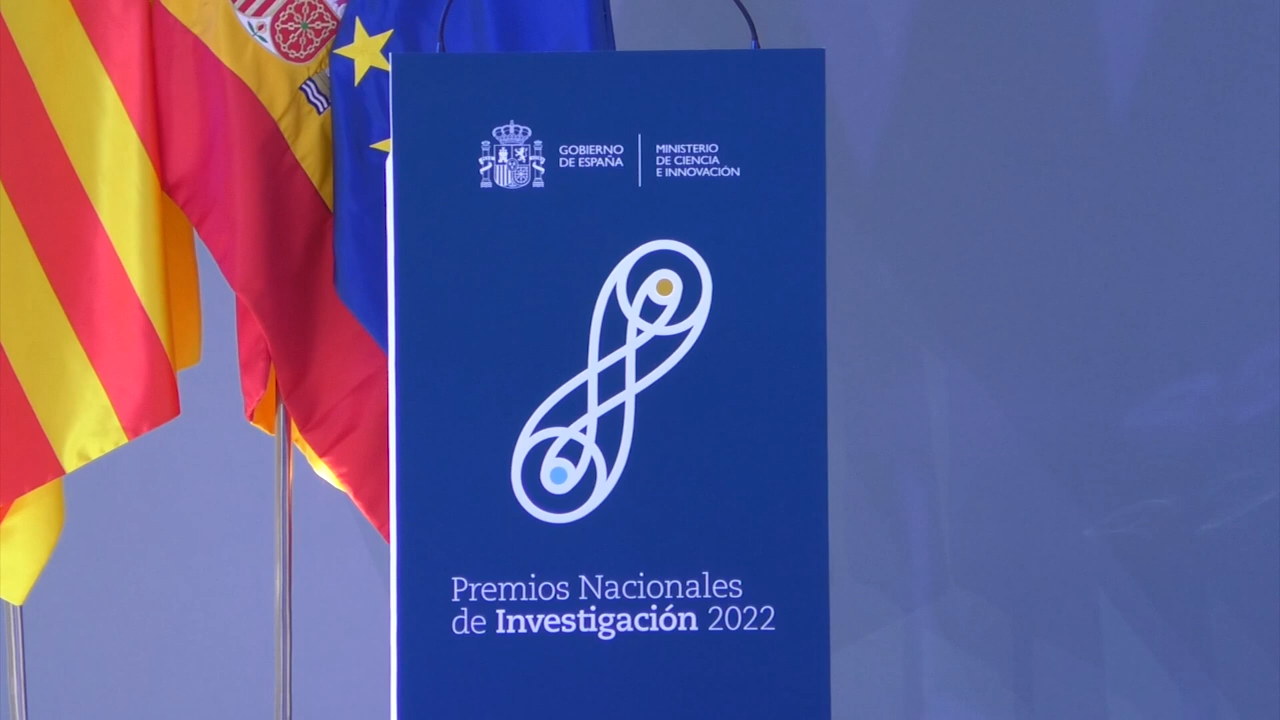 GOBIERNO
DE ESPAÑA
MINISTERIO
DE CIENCIA
E INNOVACIÓN
Premios Nacionales
de Investigación 2022